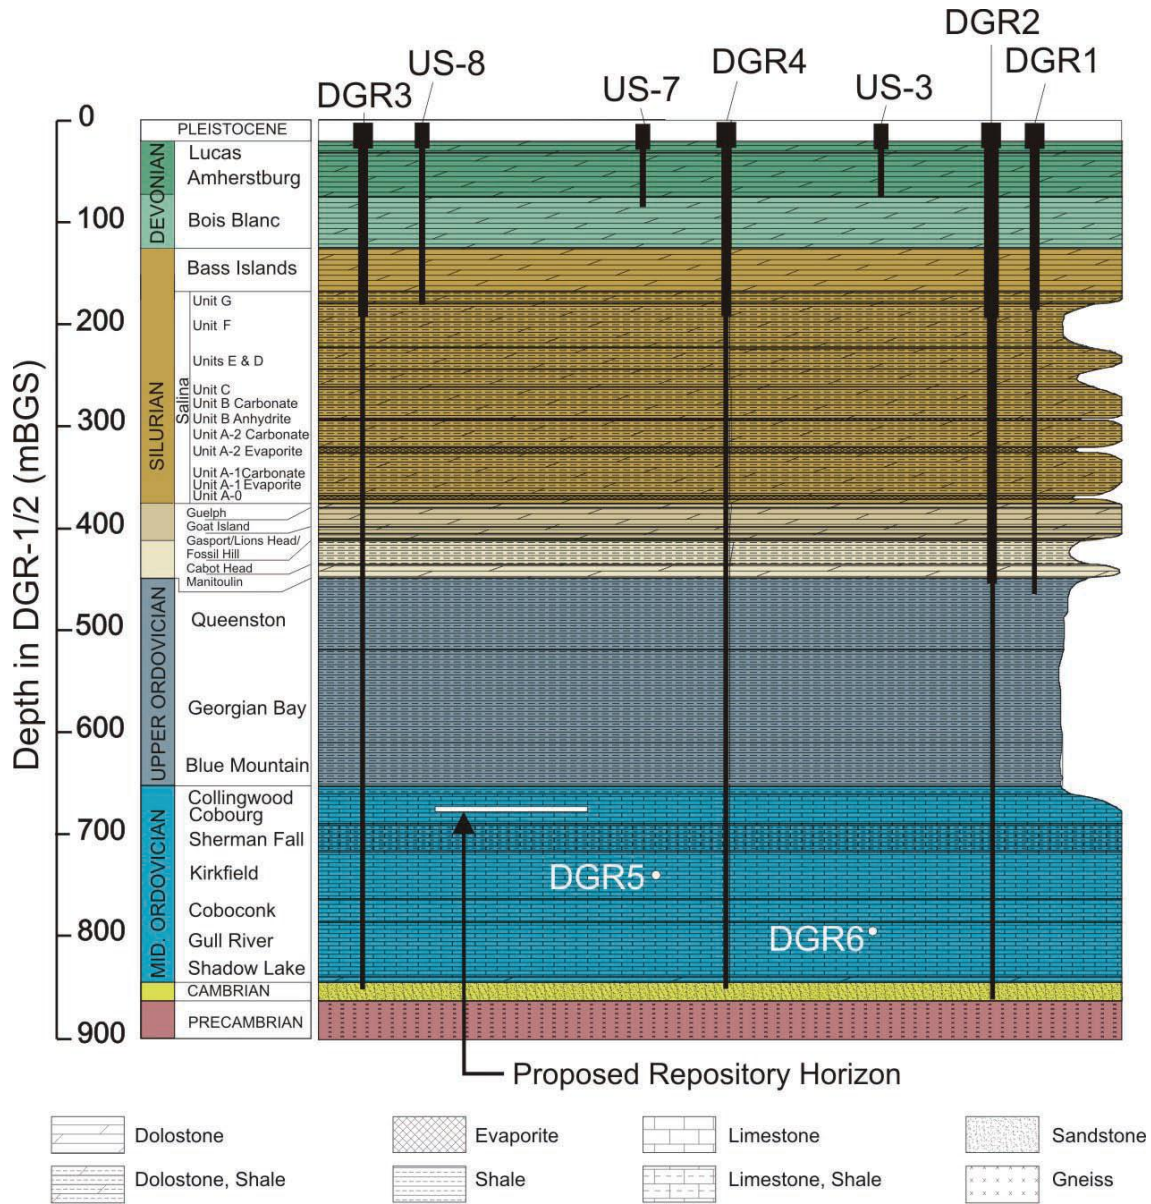 DGR2
DGR4
DGR1
US-8
US-7
US-3
DGR3
Depth in DGR-1/2 (mBGS)
0
100
200
300
400
500
600
700
800
900
PLEISTOCENE
DEVONIAN
Lucas
Amherstburg
Bois Blanc
SILURIAN
Bass Islands
Salina
Unit G
Unit F
Units E & D
Unit C
Unit B Carbonate
Unit B Anhydrite
Unit A-2 Carbonate
Unit A-2 Evaporite
Unit A-1Carbonate
Unit A-1 Evaporite
Unit A-0
Guelph
Goat Island
Gasport/Lions Head/
Fossil Hill
Cabot Head
Manitoulin
UPPER ORDOVICIAN
Queenston
Georgian Bay
Blue Mountain
MID. ORDOVICIAN
Collingwood
Cobourg
Sherman Fall
Kirkfield
Coboconk
Gull River
Shadow Lake
CAMBRIAN
PRECAMBRIAN
DGR5
DGR6
Proposed Repository Horizon
Dolostone
Evaporite
Limestone
Sandstone
Dolostone, Shale
Shale
Limestone, Shale
Gneiss